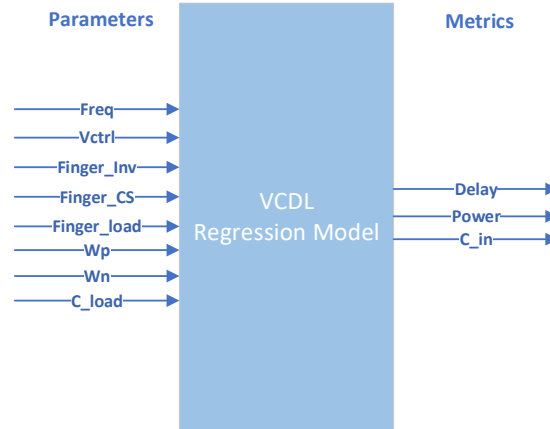 Parameters
Metrics
Freq
Vctrl
Finger_Inv
Finger_CS
Finger_load
Wp
Wn
C_load
VCDL
Regression Model
Delay
Power
C_in